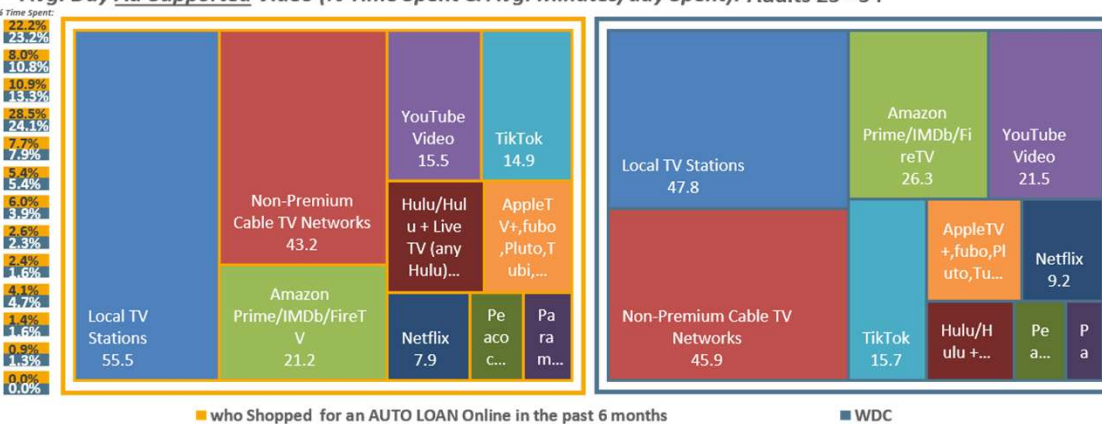 Avg. Day Ad-Supported Video (% Time Spent & Avg. Minutes/day Spent): Adults 25 - 54
% Time Spent:
22.2%
23.2%
8.0%
10.8%
10.9%
13.3%
28.5%
24.1%
7.7%
7.9%
5.4%
5.4%
6.0%
3.9%
2.6%
2.3%
2.4%
1.6%
4.1%
4.7%
1.4%
1.6%
0.9%
1.3%
0.0%
0.0%
Local TV
Stations
55.5
Non-Premium
Cable TV Networks
43.2
Amazon
Prime/IMDb/FireT
V
21.2
YouTube
Video
15.5
TikTok
14.9
Hulu/Hul
u + Live
TV (any
Hulu)...
AppleT
V+,fubo
,Pluto,T
ubi,...
Netflix
7.9
Pe
aco
c...
Pa
ra
m...
Local TV Stations
47.8
Non-Premium Cable TV
Networks
45.9
Amazon
Prime/IMDb/Fi
reTV
26.3
YouTube
Video
21.5
TikTok
15.7
AppleTV
+,fubo,Pl
uto,Tu...
Netflix
9.2
Hulu/H
ulu +...
Pe
a...
Pa
a
who Shopped for an AUTO LOAN Online in the past 6 months
WDC